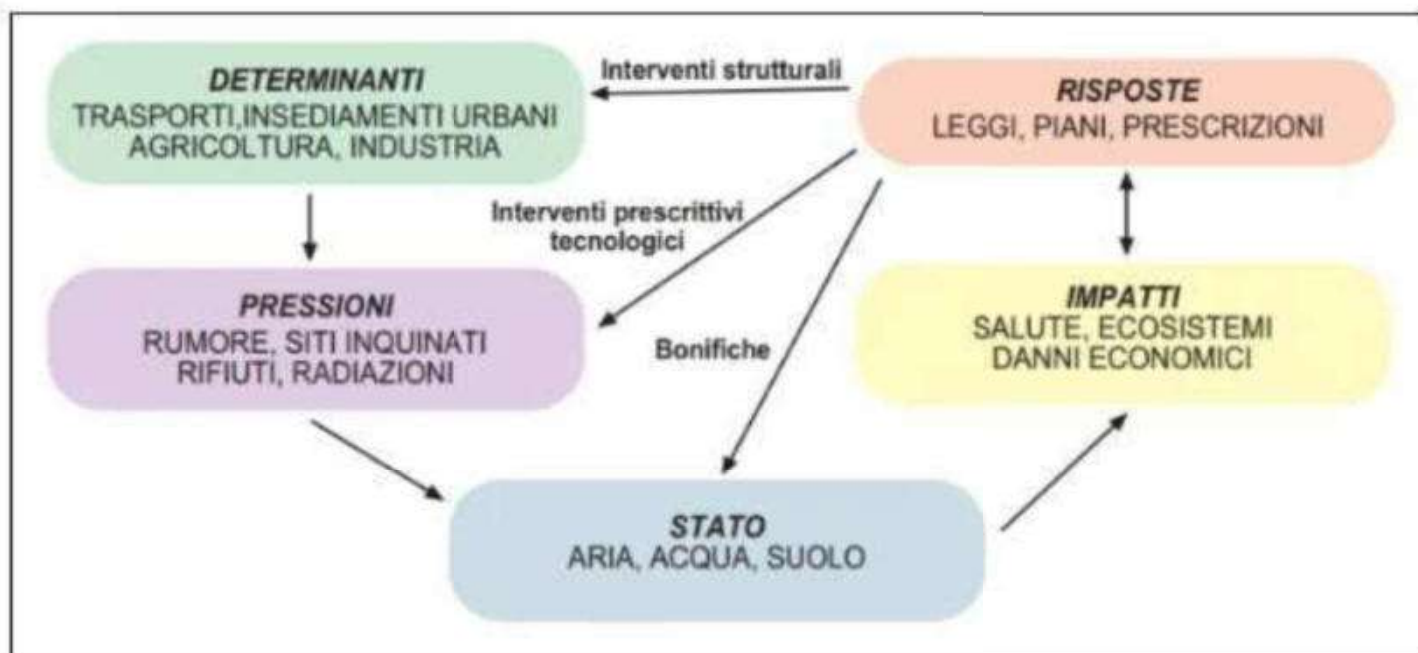 DETERMINANTI
TRASPORTI,INSEDIAMENTI URBANI
AGRICOLTURA, INDUSTRIA
Interventi strutturali
RISPOSTE
LEGGI, PIANI, PRESCRIZIONI
Interventi prescrittivi
tecnologici
PRESSIONI
RUMORE, SITI INQUINATI
RIFIUTI, RADIAZIONI
Bonifiche
IMPATTI
SALUTE, ECOSISTEMI
DANNI ECONOMICI
STATO
ARIA, ACQUA, SUOLO